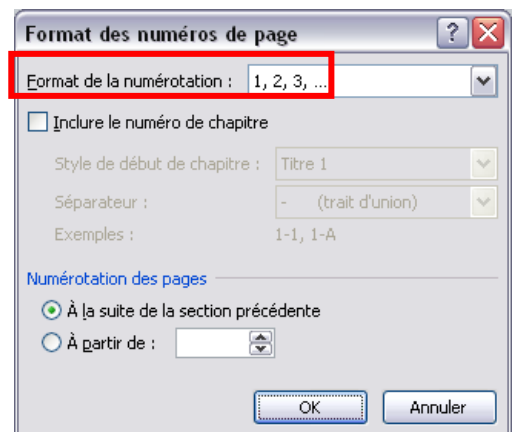 Format des numéros de page
Format de la numérotation : 1, 2, 3, ...
Inclure le numéro de chapitre
Style de début de chapitre : Titre 1
Séparateur : - (trait d'union)
Exemples : 1-1, 1-A
Numérotation des pages
À la suite de la section précédente
À partir de :
OK Annuler